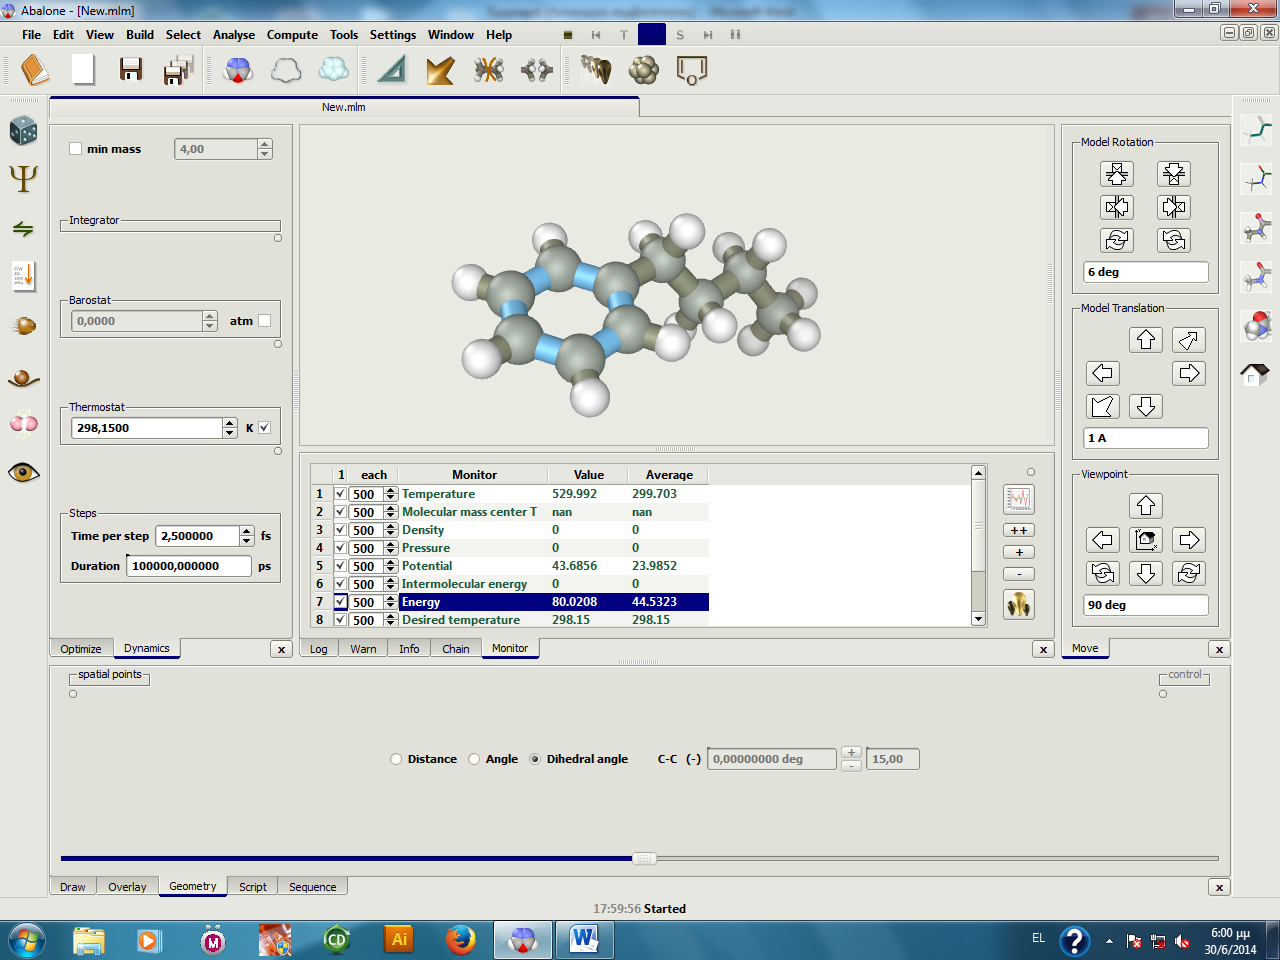 Abalone - [New.mlm]
File Edit View Build Select Analyse Compute Tools Settings Window Help T S
New.mlm
min mass 4,00
Integrator
Barostat
0,0000 atm
Thermostat
298,1500 K
Steps
Time per step 2,500000 fs
Duration 100000,000000 ps
Optimize Dynamics x
1 each Monitor Value Average
1 500 Temperature 529.992 299.703
2 500 Molecular mass center T nan nan
3 500 Density 0 0
4 500 Pressure 0 0
5 500 Potential 43.6856 23.9852
6 500 Intermolecular energy 0 0
7 500 Energy 80.0208 44.5323
8 500 Desired temperature 298.15 298.15
++
+
-
Log Warn Info Chain Monitor x
Model Rotation
6 deg
Model Translation
1 A
Viewpoint
90 deg
Move x
spatial points control
Distance Angle Dihedral angle C-C (-) 0,00000000 deg + - 15,00
Draw Overlay Geometry Script Sequence x
17:59:56 Started
CD Ai W EL ? 6:00 μμ
30/6/2014